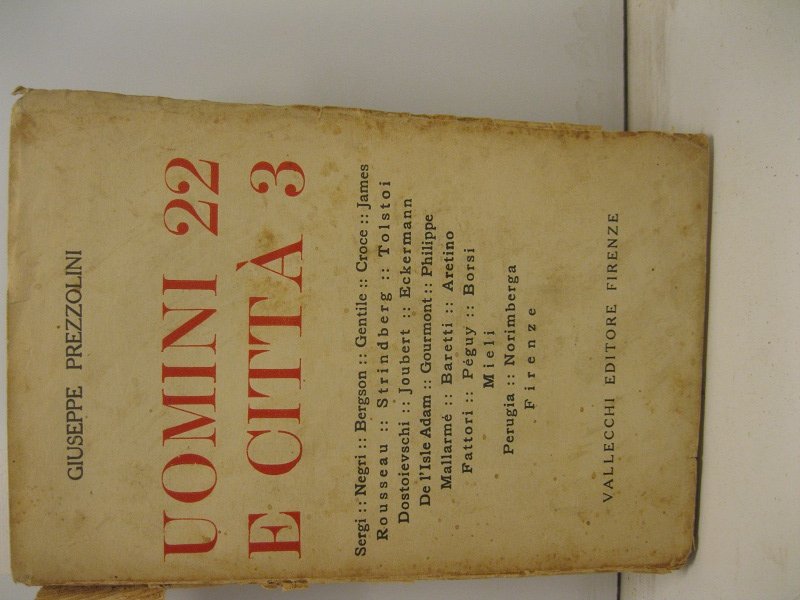 GIUSEPPE PREZZOLINI
UOMINI 22
E CITTÀ 3
Sergi :: Negri :: Bergson :: Gentile :: Croce :: James
Rousseau :: Strindberg :: Tolstoi
Dostoievschi :: Joubert :: Eckermann
De l'Isle Adam :: Gourmont :: Philippe
Mallarmé :: Baretti :: Aretino
Fattori :: Péguy :: Borsi
Mieli
Perugia :: Norimberga
Firenze
VALLECCHI EDITORE FIRENZE